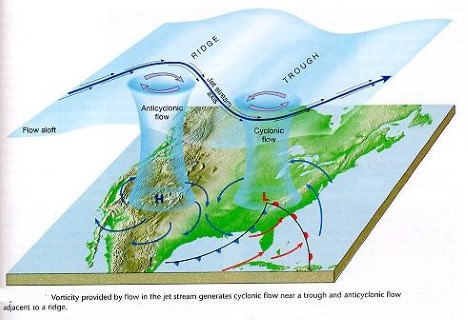 RIDGE
TROUGH
Jet stream
axis
Anticyclonic
flow
Cyclonic
flow
Flow aloft
H
L
Vorticity provided by flow in the jet stream generates cyclonic flow near a trough and anticyclonic flow
adjacent to a ridge.